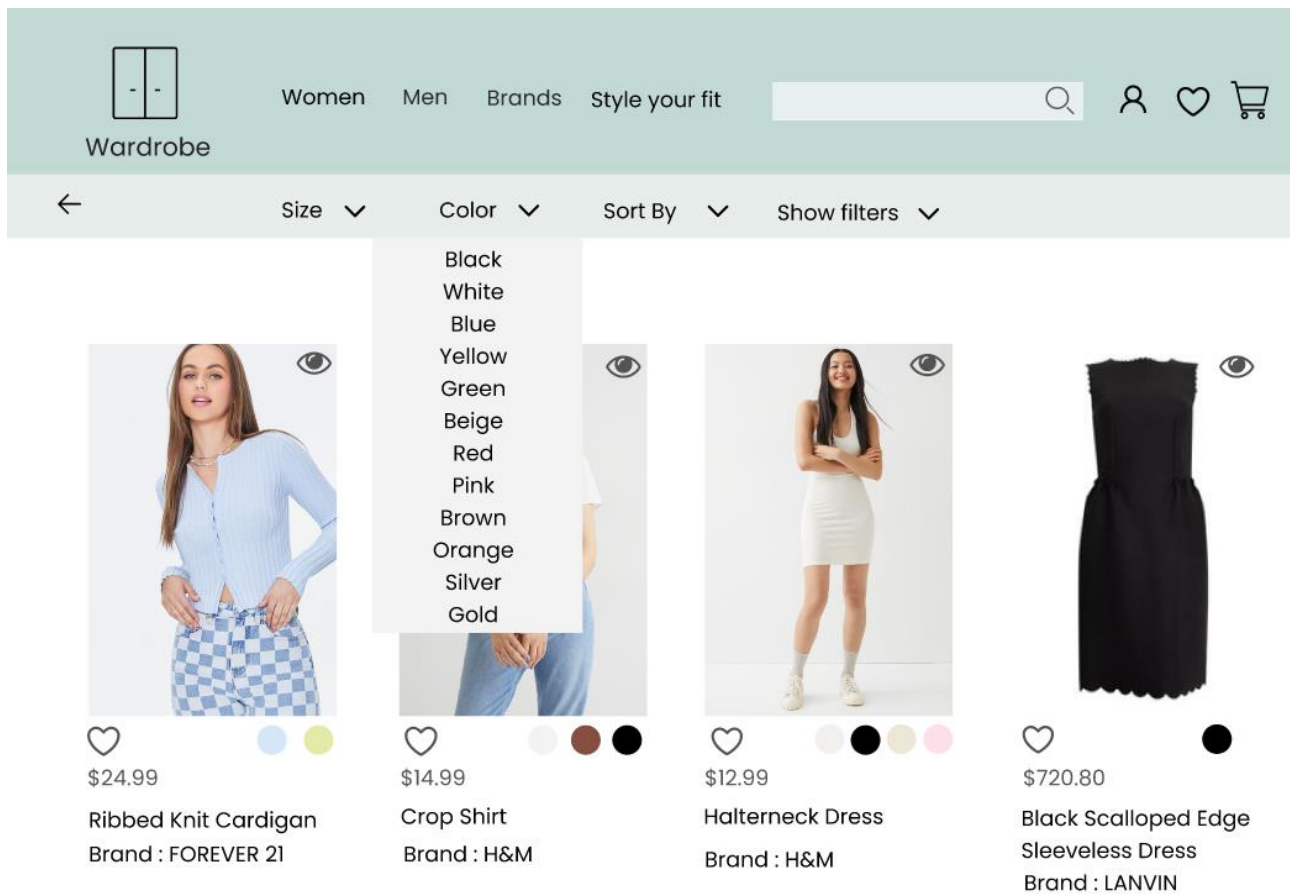 Women Men Brands Style your fit
Wardrobe
Size Color Sort By Show filters
Black
White
Blue
Yellow
Green
Beige
Red
Pink
Brown
Orange
Silver
Gold
$24.99
Ribbed Knit Cardigan
Brand : FOREVER 21
$14.99
Crop Shirt
Brand : H&M
$12.99
Halterneck Dress
Brand : H&M
$720.80
Black Scalloped Edge
Sleeveless Dress
Brand : LANVIN